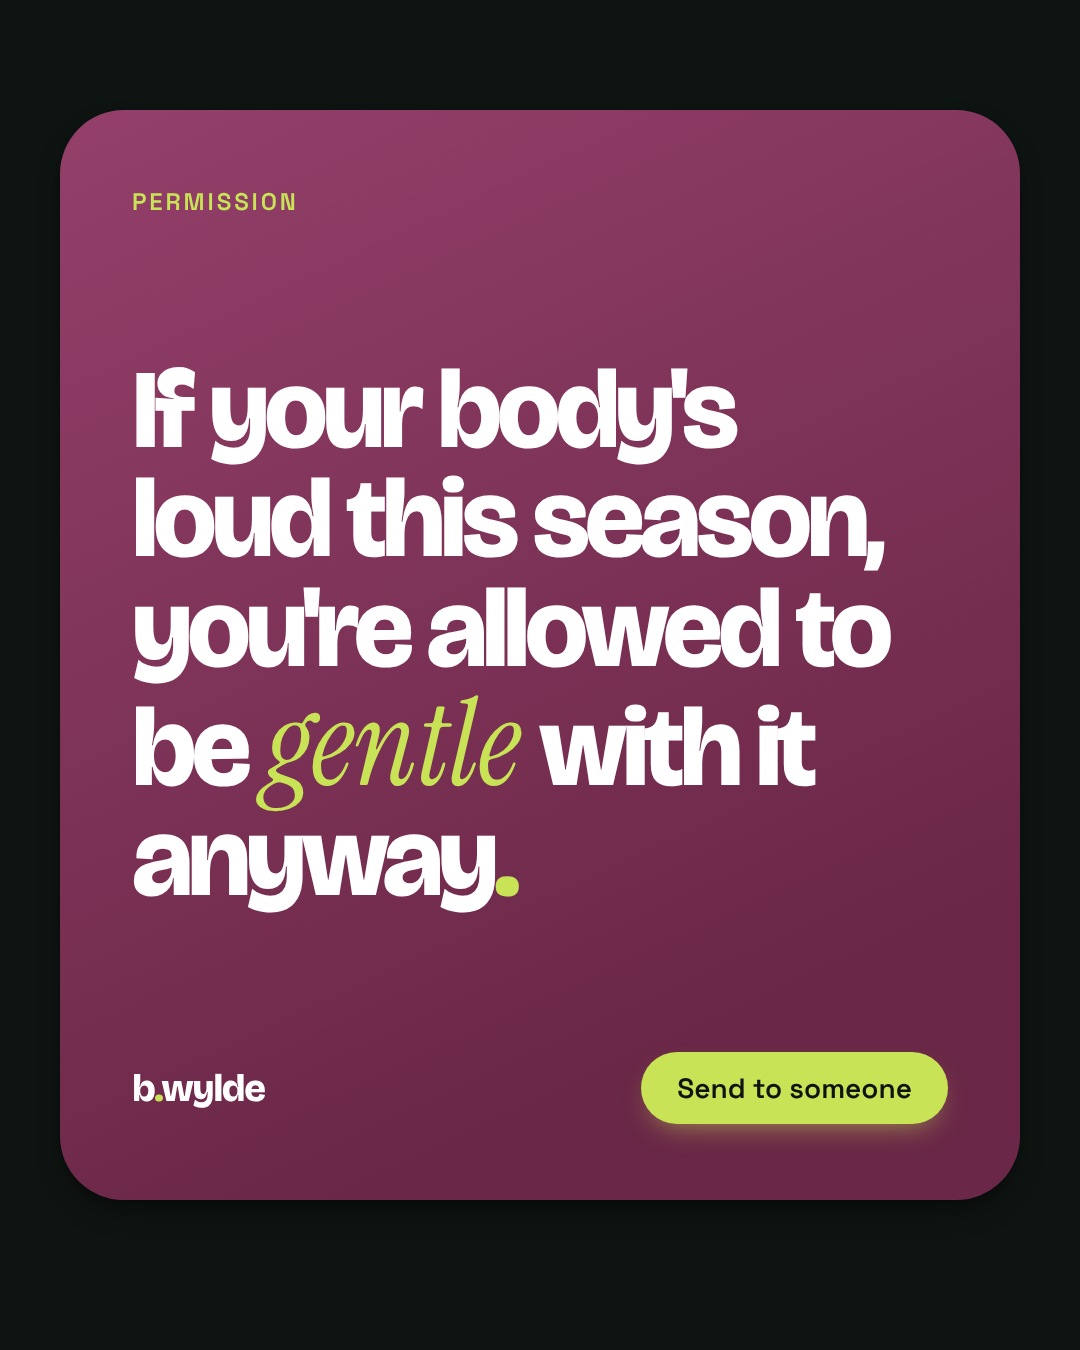 PERMISSION
If your body's
loud this season,
you're allowed to
be gentle with it
anyway.
b.wylde
Send to someone